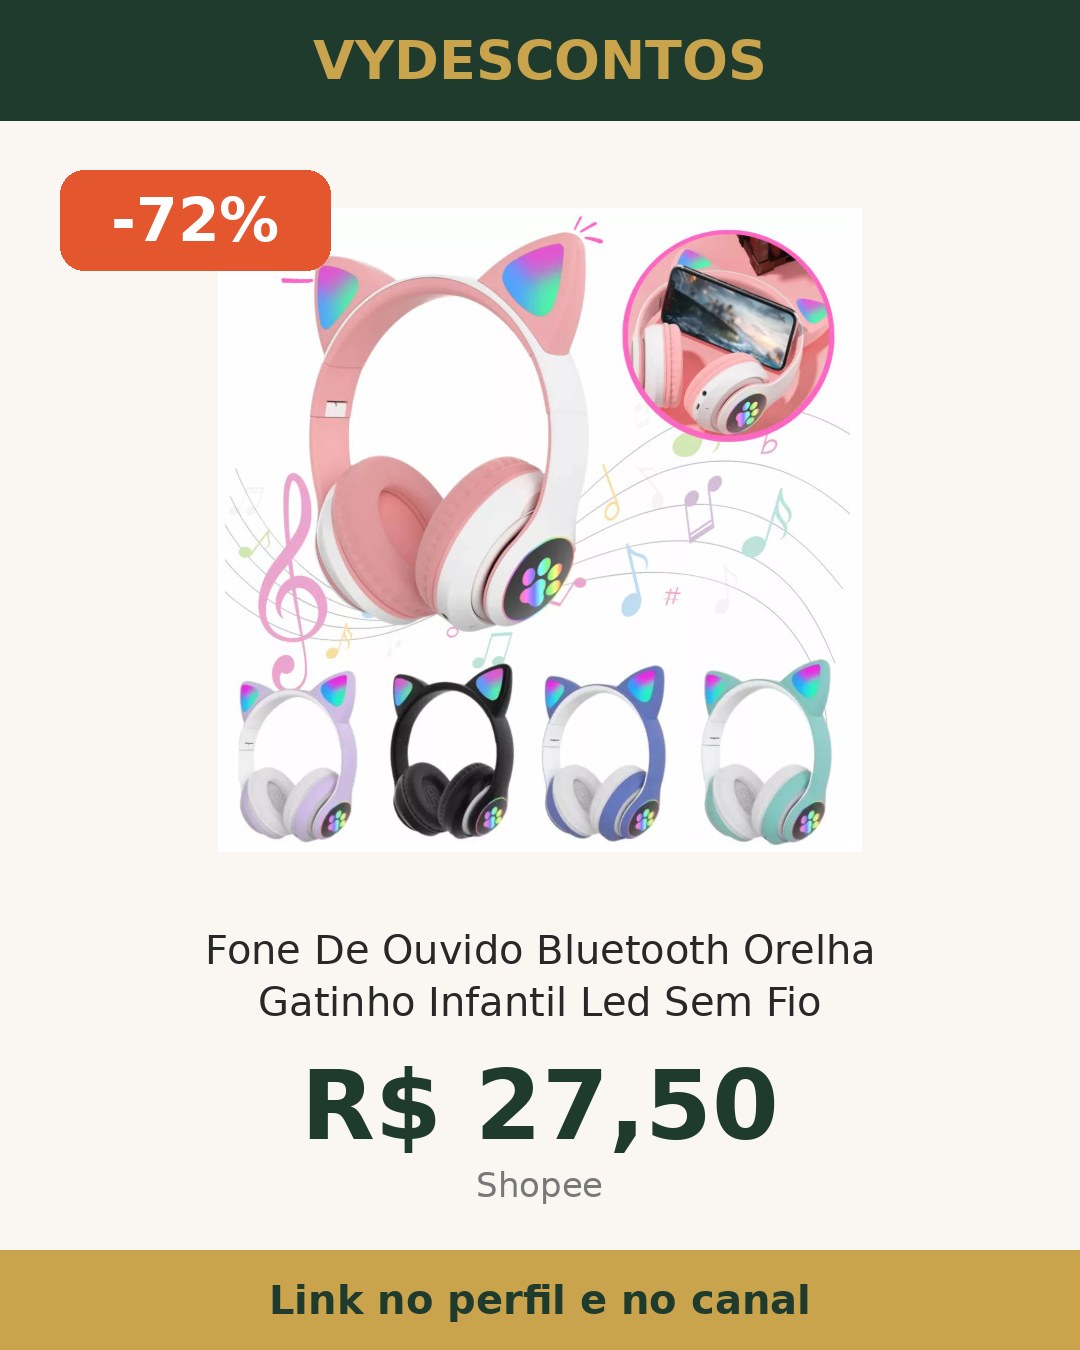 VYDESCONTOS
-72%
Fone De Ouvido Bluetooth Orelha
Gatinho Infantil Led Sem Fio
R$ 27,50
Shopee
Link no perfil e no canal